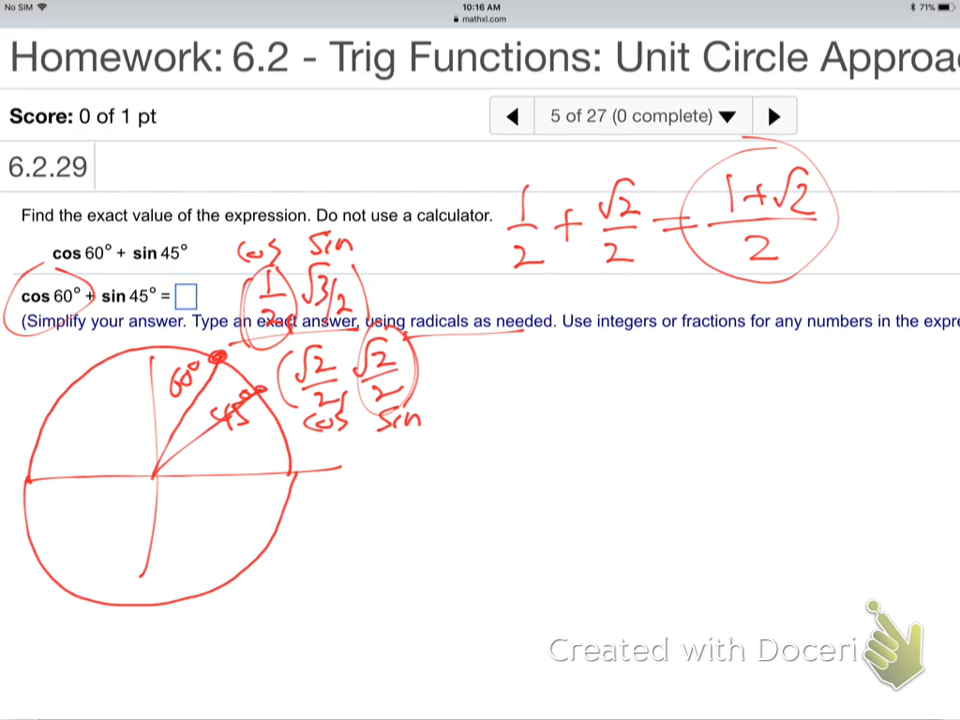 No SIM 10:16 AM 71%
mathxl.com
Homework: 6.2 - Trig Functions: Unit Circle Approa
Score: 0 of 1 pt
5 of 27 (0 complete)
6.2.29
Find the exact value of the expression. Do not use a calculator.
1/2 + √2/2 = (1+√2)/2
cos 60° + sin 45°
cos sin
cos 60° + sin 45° =
(1/2, √3/2)
(Simplify your answer. Type an exact answer, using radicals as needed. Use integers or fractions for any numbers in the expre
60°
(√2/2, √2/2)
45°
cos sin
Created with Doceri